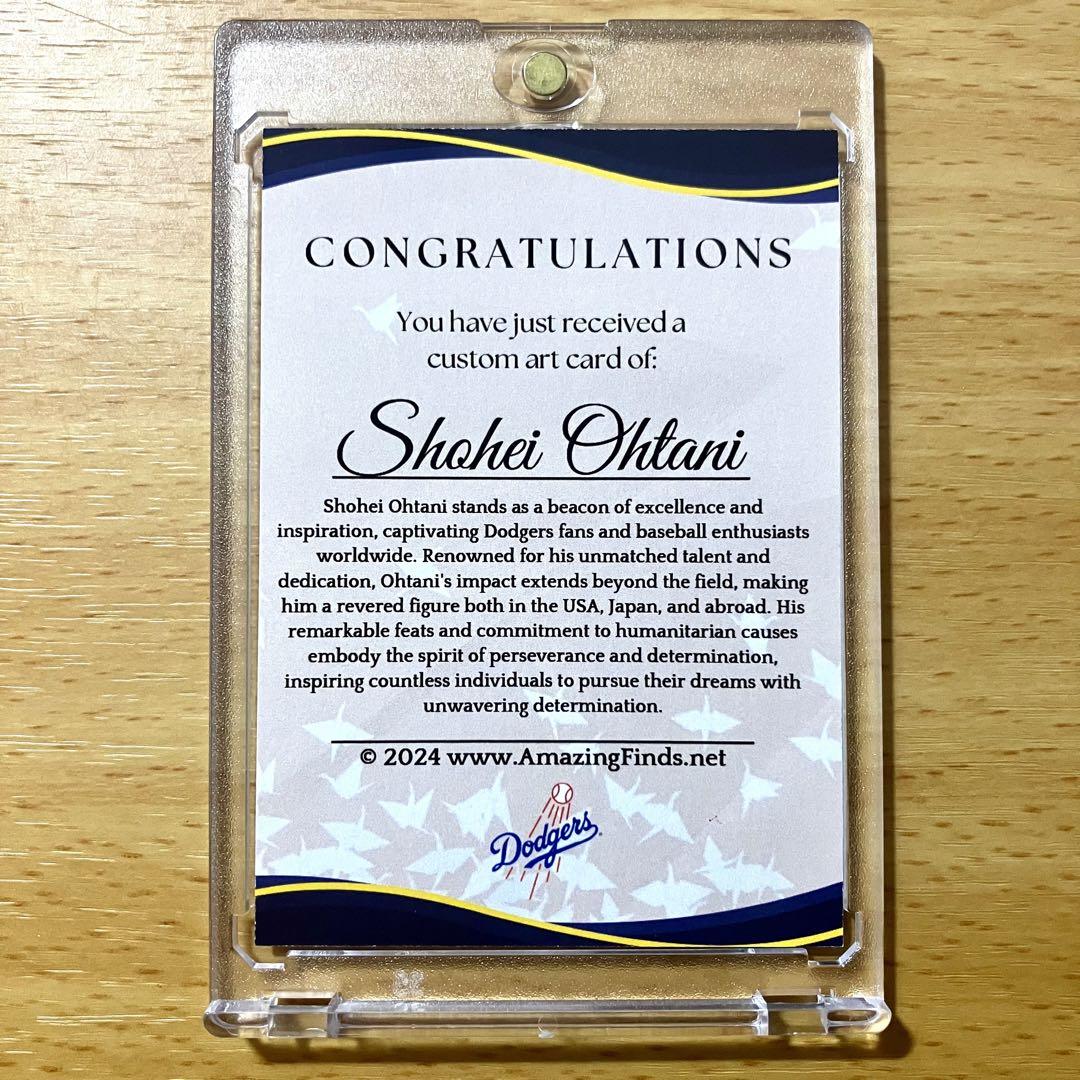 CONGRATULATIONS
You have just received a
custom art card of:
Shohei Ohtani
Shohei Ohtani stands as a beacon of excellence and
inspiration, captivating Dodgers fans and baseball enthusiasts
worldwide. Renowned for his unmatched talent and
dedication, Ohtani's impact extends beyond the field, making
him a revered figure both in the USA, Japan, and abroad. His
remarkable feats and commitment to humanitarian causes
embody the spirit of perseverance and determination,
inspiring countless individuals to pursue their dreams with
unwavering determination.
© 2024 www.AmazingFinds.net
Dodgers